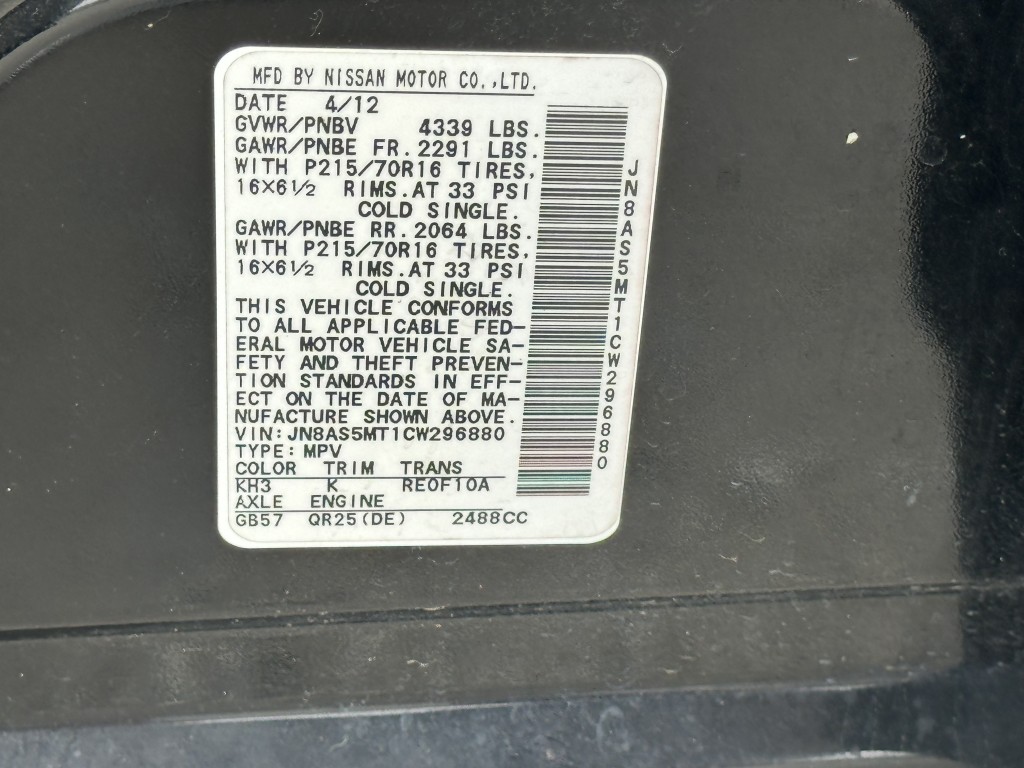 MFD BY NISSAN MOTOR CO.,LTD.
DATE 4/12
GVWR/PNBV 4339 LBS.
GAWR/PNBE FR.2291 LBS.
WITH P215/70R16 TIRES,
16×6½ RIMS.AT 33 PSI
COLD SINGLE.
GAWR/PNBE RR.2064 LBS.
WITH P215/70R16 TIRES,
16×6½ RIMS.AT 33 PSI
COLD SINGLE.
THIS VEHICLE CONFORMS
TO ALL APPLICABLE FED-
ERAL MOTOR VEHICLE SA-
FETY AND THEFT PREVEN-
TION STANDARDS IN EFF-
ECT ON THE DATE OF MA-
NUFACTURE SHOWN ABOVE.
VIN:JN8AS5MT1CW296880
TYPE:MPV
COLOR TRIM TRANS
KH3 K RE0F10A
AXLE ENGINE
GB57 QR25(DE) 2488CC
JN8AS5MT1CW296880